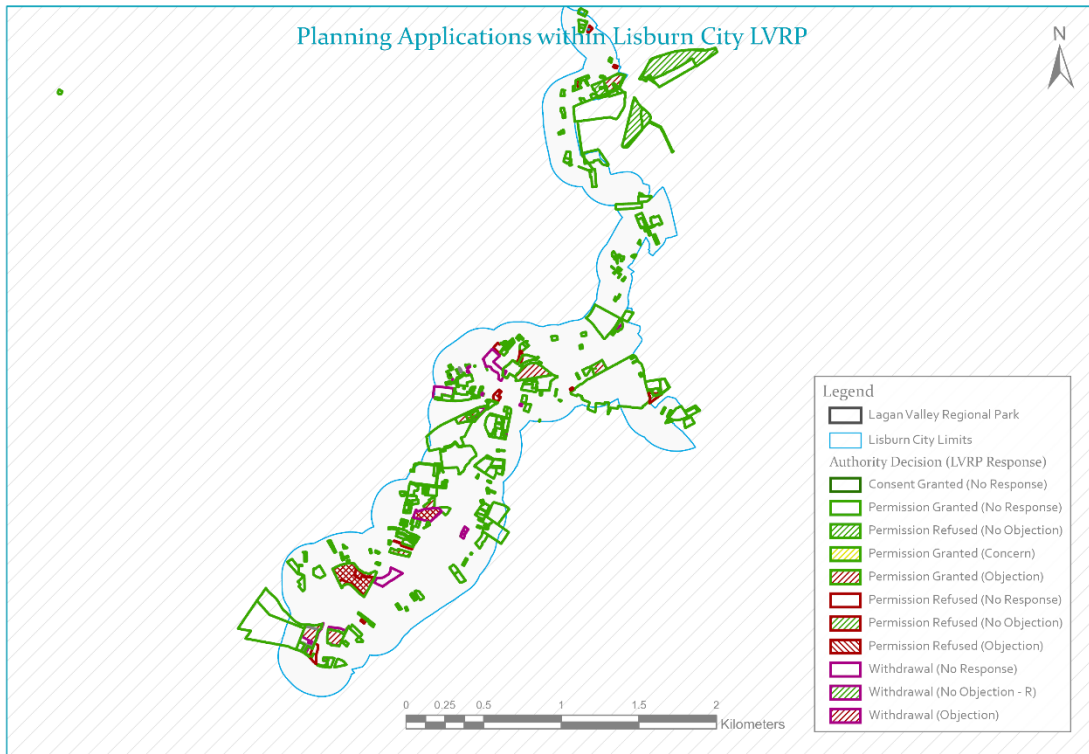 Planning Applications within Lisburn City LVRP
N
Legend
Lagan Valley Regional Park
Lisburn City Limits
Authority Decision (LVRP Response)
Consent Granted (No Response)
Permission Granted (No Response)
Permission Refused (No Objection)
Permission Granted (Concern)
Permission Granted (Objection)
Permission Refused (No Response)
Permission Refused (No Objection)
Permission Refused (Objection)
Withdrawal (No Response)
Withdrawal (No Objection - R)
Withdrawal (Objection)
0 0.25 0.5 1 1.5 2
Kilometers